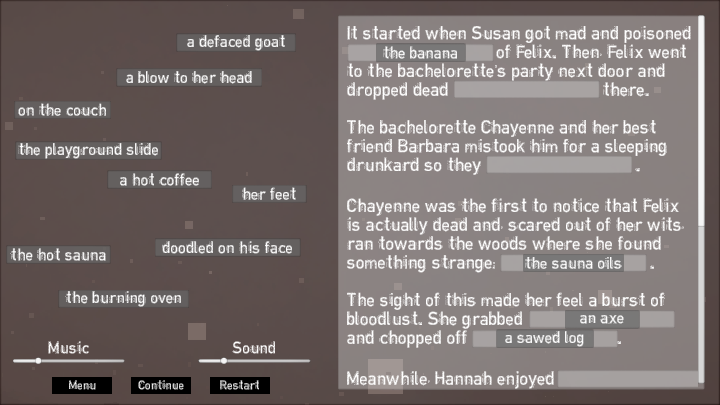 a defaced goat
a blow to her head
on the couch
the playground slide
a hot coffee
her feet
doodled on his face
the hot sauna
the burning oven
Music
Sound
Menu
Continue
Restart
It started when Susan got mad and poisoned
the banana of Felix. Then Felix went
to the bachelorette's party next door and
dropped dead there.
The bachelorette Chayenne and her best
friend Barbara mistook him for a sleeping
drunkard so they .
Chayenne was the first to notice that Felix
is actually dead and scared out of her wits
ran towards the woods where she found
something strange: the sauna oils .
The sight of this made her feel a burst of
bloodlust. She grabbed an axe
and chopped off a sawed log .
Meanwhile Hannah enjoyed